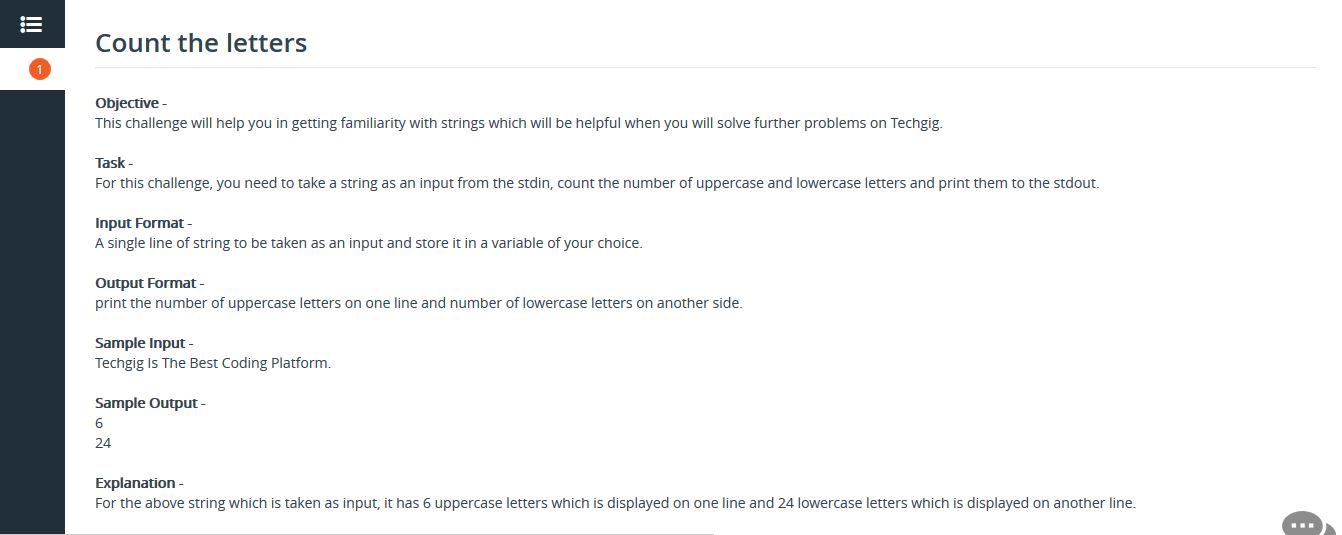 Count the letters
1
Objective -
This challenge will help you in getting familiarity with strings which will be helpful when you will solve further problems on Techgig.
Task -
For this challenge, you need to take a string as an input from the stdin, count the number of uppercase and lowercase letters and print them to the stdout.
Input Format -
A single line of string to be taken as an input and store it in a variable of your choice.
Output Format -
print the number of uppercase letters on one line and number of lowercase letters on another side.
Sample Input -
Techgig Is The Best Coding Platform.
Sample Output -
6
24
Explanation -
For the above string which is taken as input, it has 6 uppercase letters which is displayed on one line and 24 lowercase letters which is displayed on another line.